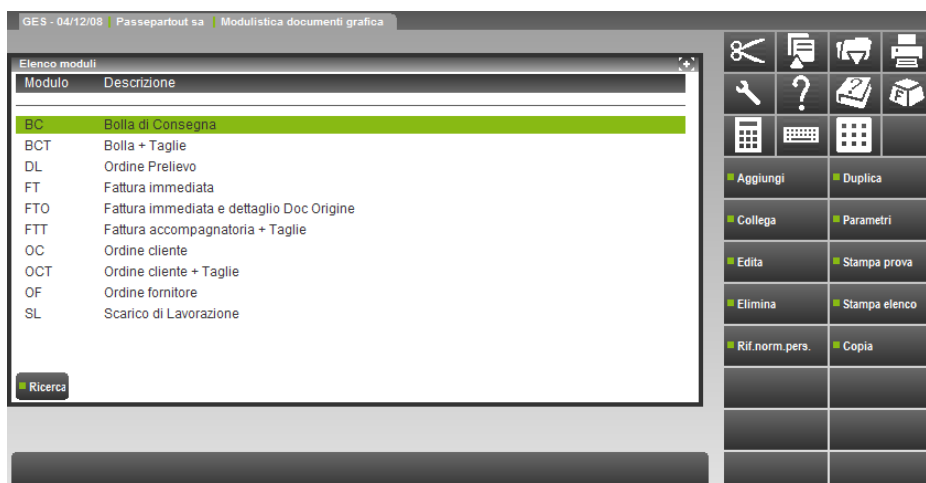 GES - 04/12/08 Passepartout sa Modulistica documenti grafica
Elenco moduli
Modulo Descrizione
BC Bolla di Consegna
BCT Bolla + Taglie
DL Ordine Prelievo
FT Fattura immediata
FTO Fattura immediata e dettaglio Doc Origine
FTT Fattura accompagnatoria + Taglie
OC Ordine cliente
OCT Ordine cliente + Taglie
OF Ordine fornitore
SL Scarico di Lavorazione
Ricerca
? ? F
Aggiungi Duplica
Collega Parametri
Edita Stampa prova
Elimina Stampa elenco
Rif.norm.pers. Copia